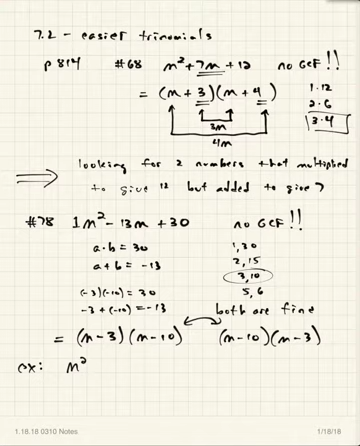 7.2 - easier trinomials
p 814 #68 m² + 7m + 12 no GCF!!
= (m + 3)(m + 4) 1·12
2·6
3·4
3m
4m
⇒ looking for 2 numbers that multiplied
to give 12 but added to give 7
#78 1m² - 13m + 30 no GCF!!
a·b = 30 1,30
a + b = -13 2,15
3,10
(-3)(-10) = 30 5,6
-3 + (-10) = -13
both are fine
= (m-3)(m-10) (m-10)(m-3)
ex: m²
1.18.18 0310 Notes 1/18/18